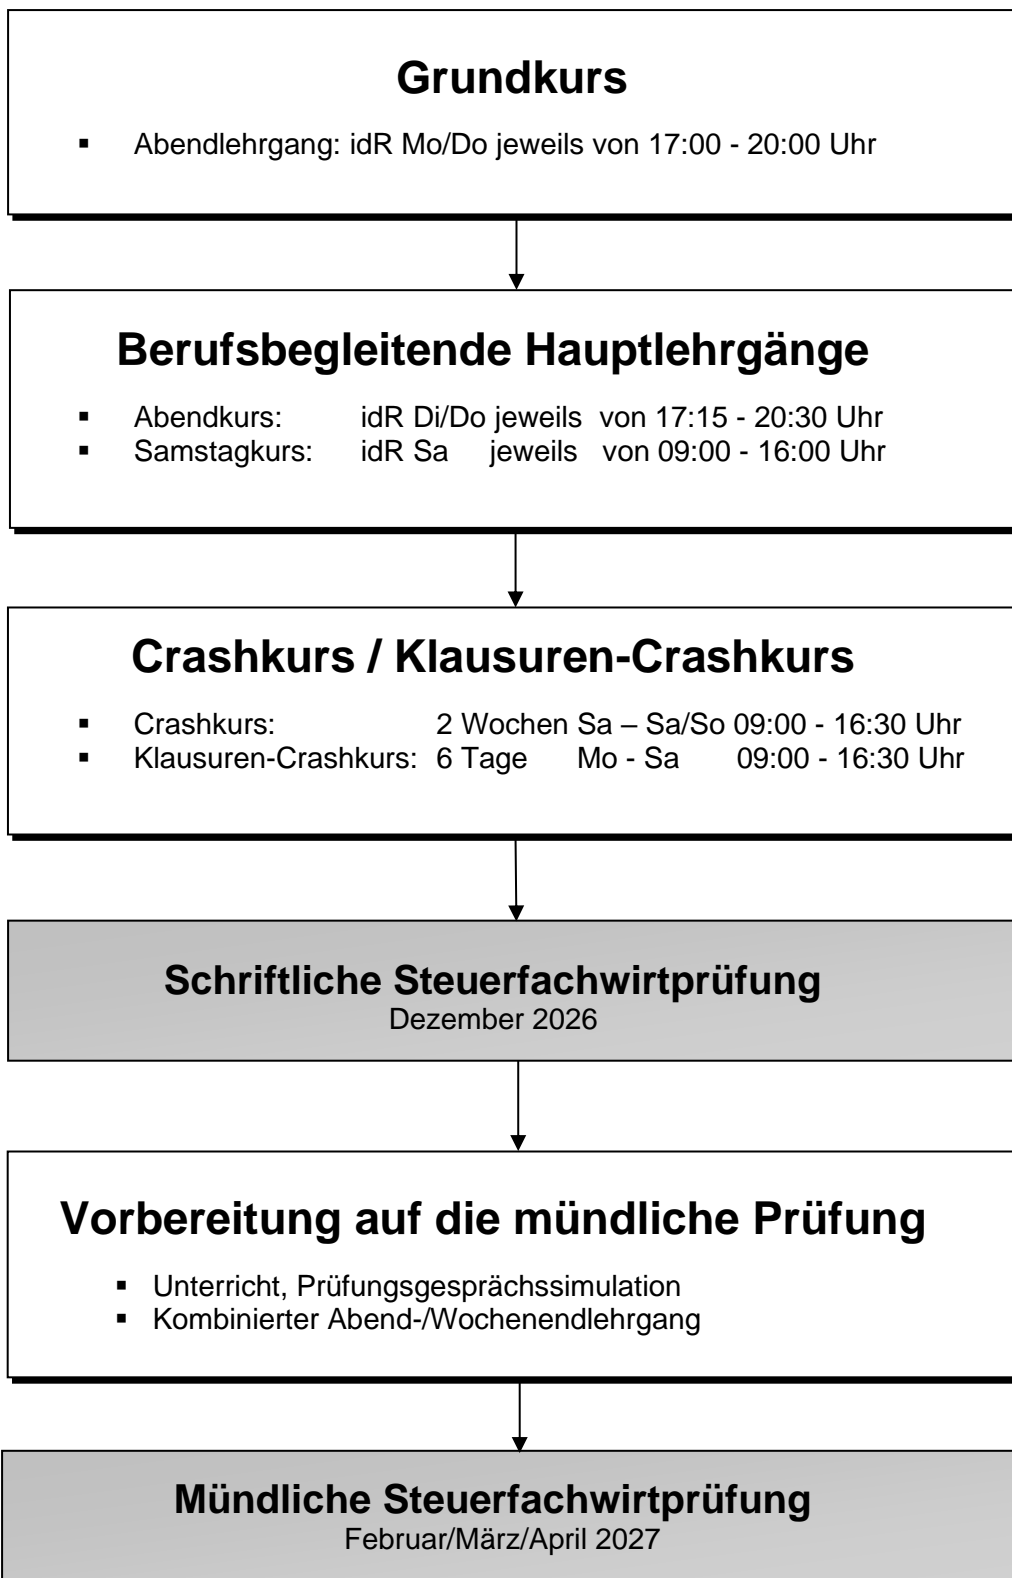 Grundkurs
▪ Abendlehrgang: idR Mo/Do jeweils von 17:00 - 20:00 Uhr
Berufsbegleitende Hauptlehrgänge
▪ Abendkurs: idR Di/Do jeweils von 17:15 - 20:30 Uhr
▪ Samstagkurs: idR Sa jeweils von 09:00 - 16:00 Uhr
Crashkurs / Klausuren-Crashkurs
▪ Crashkurs: 2 Wochen Sa – Sa/So 09:00 - 16:30 Uhr
▪ Klausuren-Crashkurs: 6 Tage Mo - Sa 09:00 - 16:30 Uhr
Schriftliche Steuerfachwirtprüfung
Dezember 2026
Vorbereitung auf die mündliche Prüfung
▪ Unterricht, Prüfungsgesprächssimulation
▪ Kombinierter Abend-/Wochenendlehrgang
Mündliche Steuerfachwirtprüfung
Februar/März/April 2027